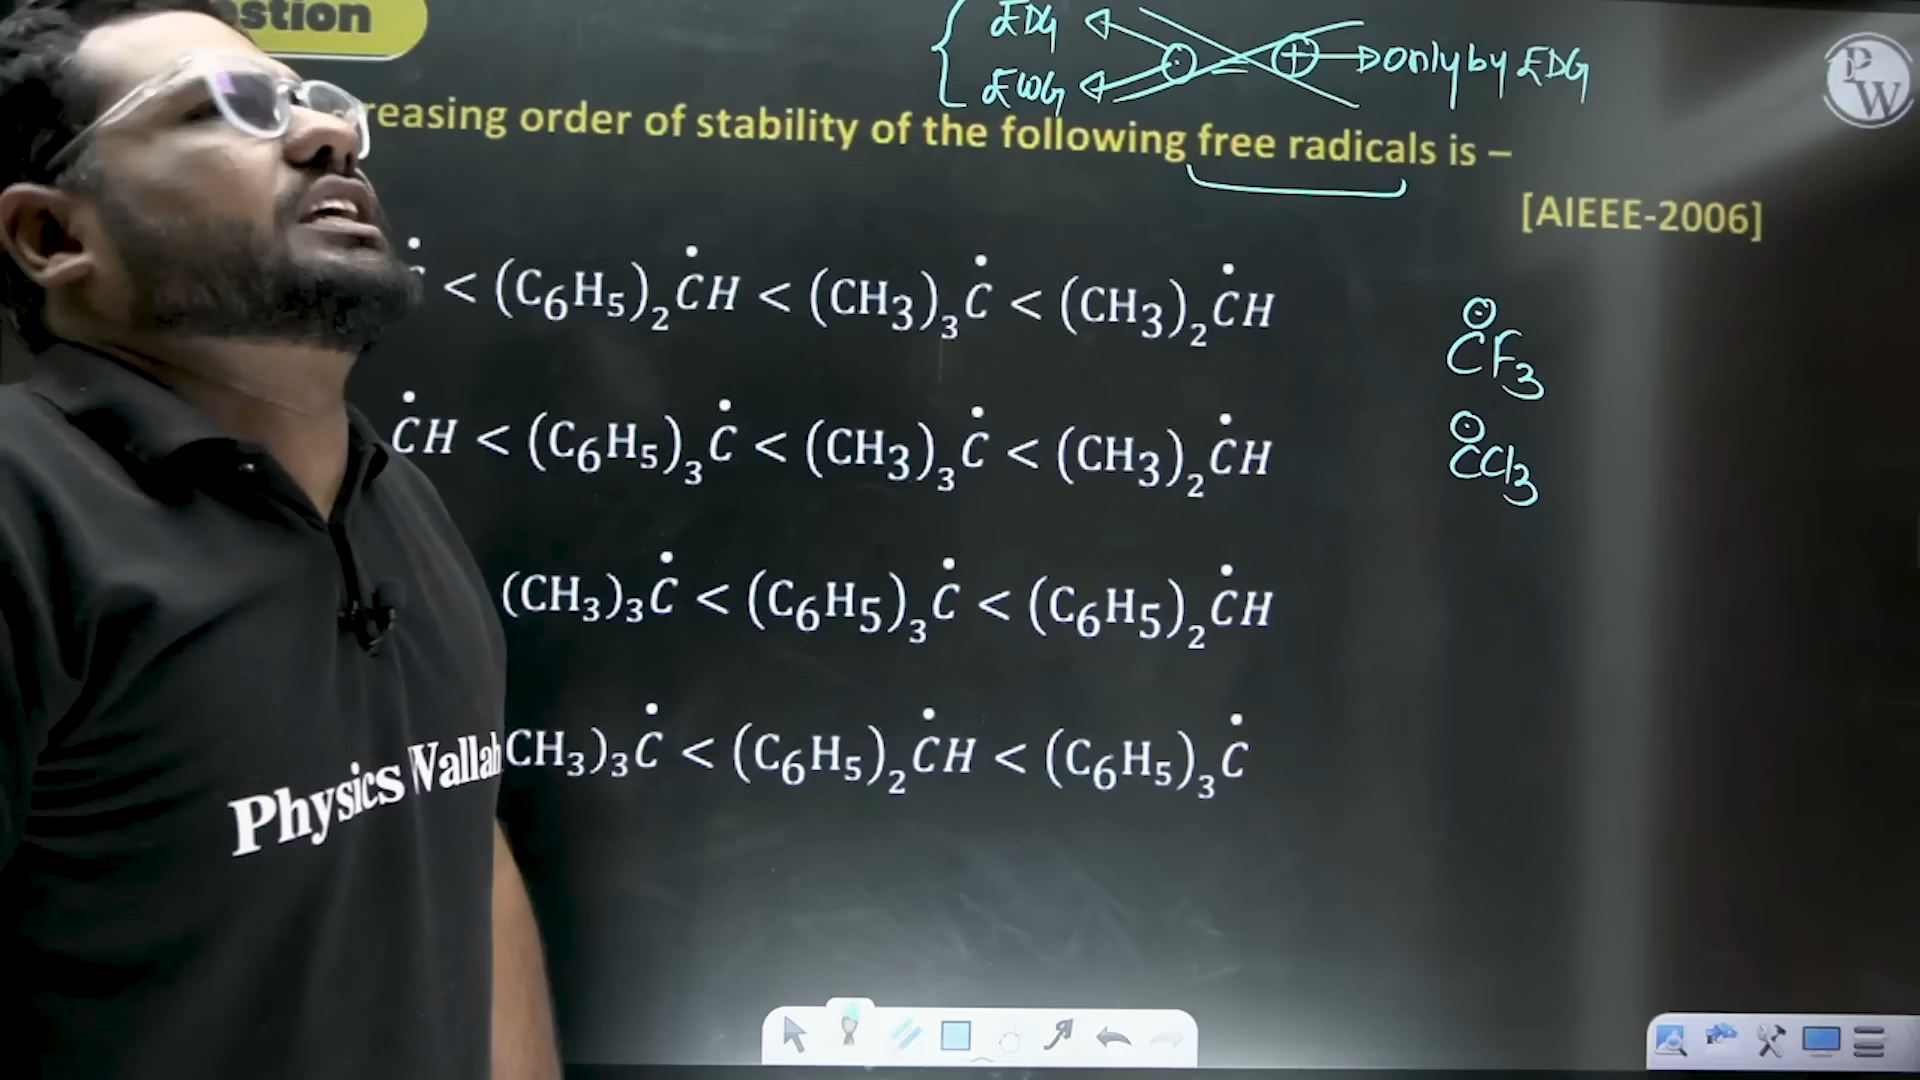 stion
EDG
EWG
only by EDG
reasing order of stability of the following free radicals is –
[AIEEE-2006]
< (C₆H₅)₂ĊH < (CH₃)₃Ċ < (CH₃)₂ĊH
ĊH < (C₆H₅)₃Ċ < (CH₃)₃Ċ < (CH₃)₂ĊH
(CH₃)₃Ċ < (C₆H₅)₃Ċ < (C₆H₅)₂ĊH
CH₃)₃Ċ < (C₆H₅)₂ĊH < (C₆H₅)₃Ċ
ĊF₃
ĊCl₃
Physics Wallah
PW